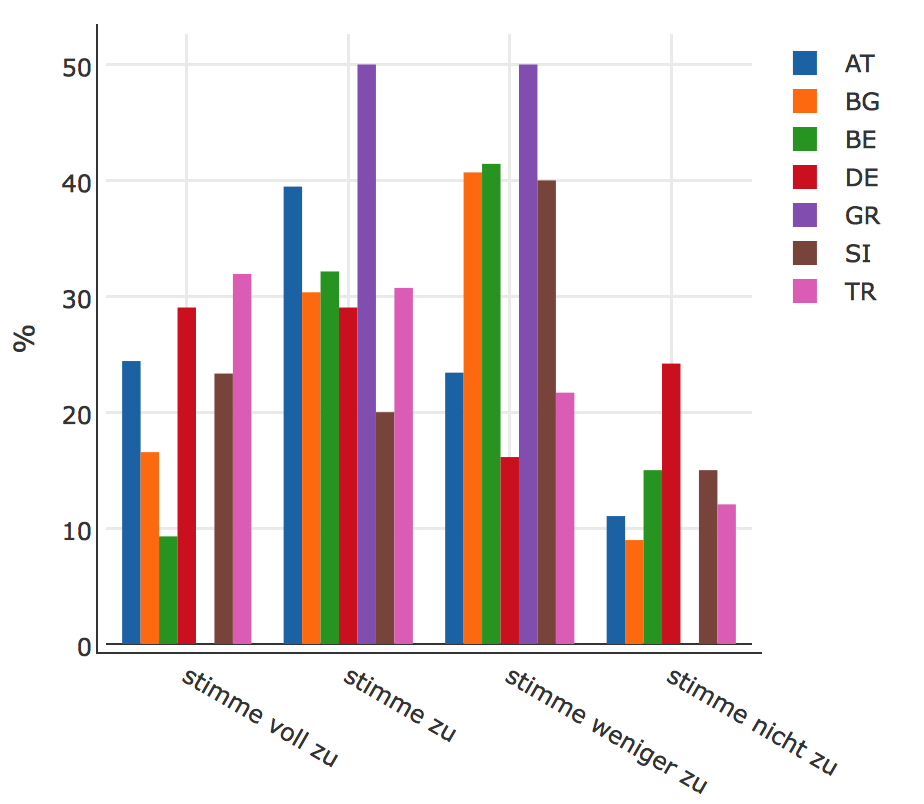 50
40
30
20
10
0
%
stimme voll zu
stimme zu
stimme weniger zu
stimme nicht zu
AT
BG
BE
DE
GR
SI
TR